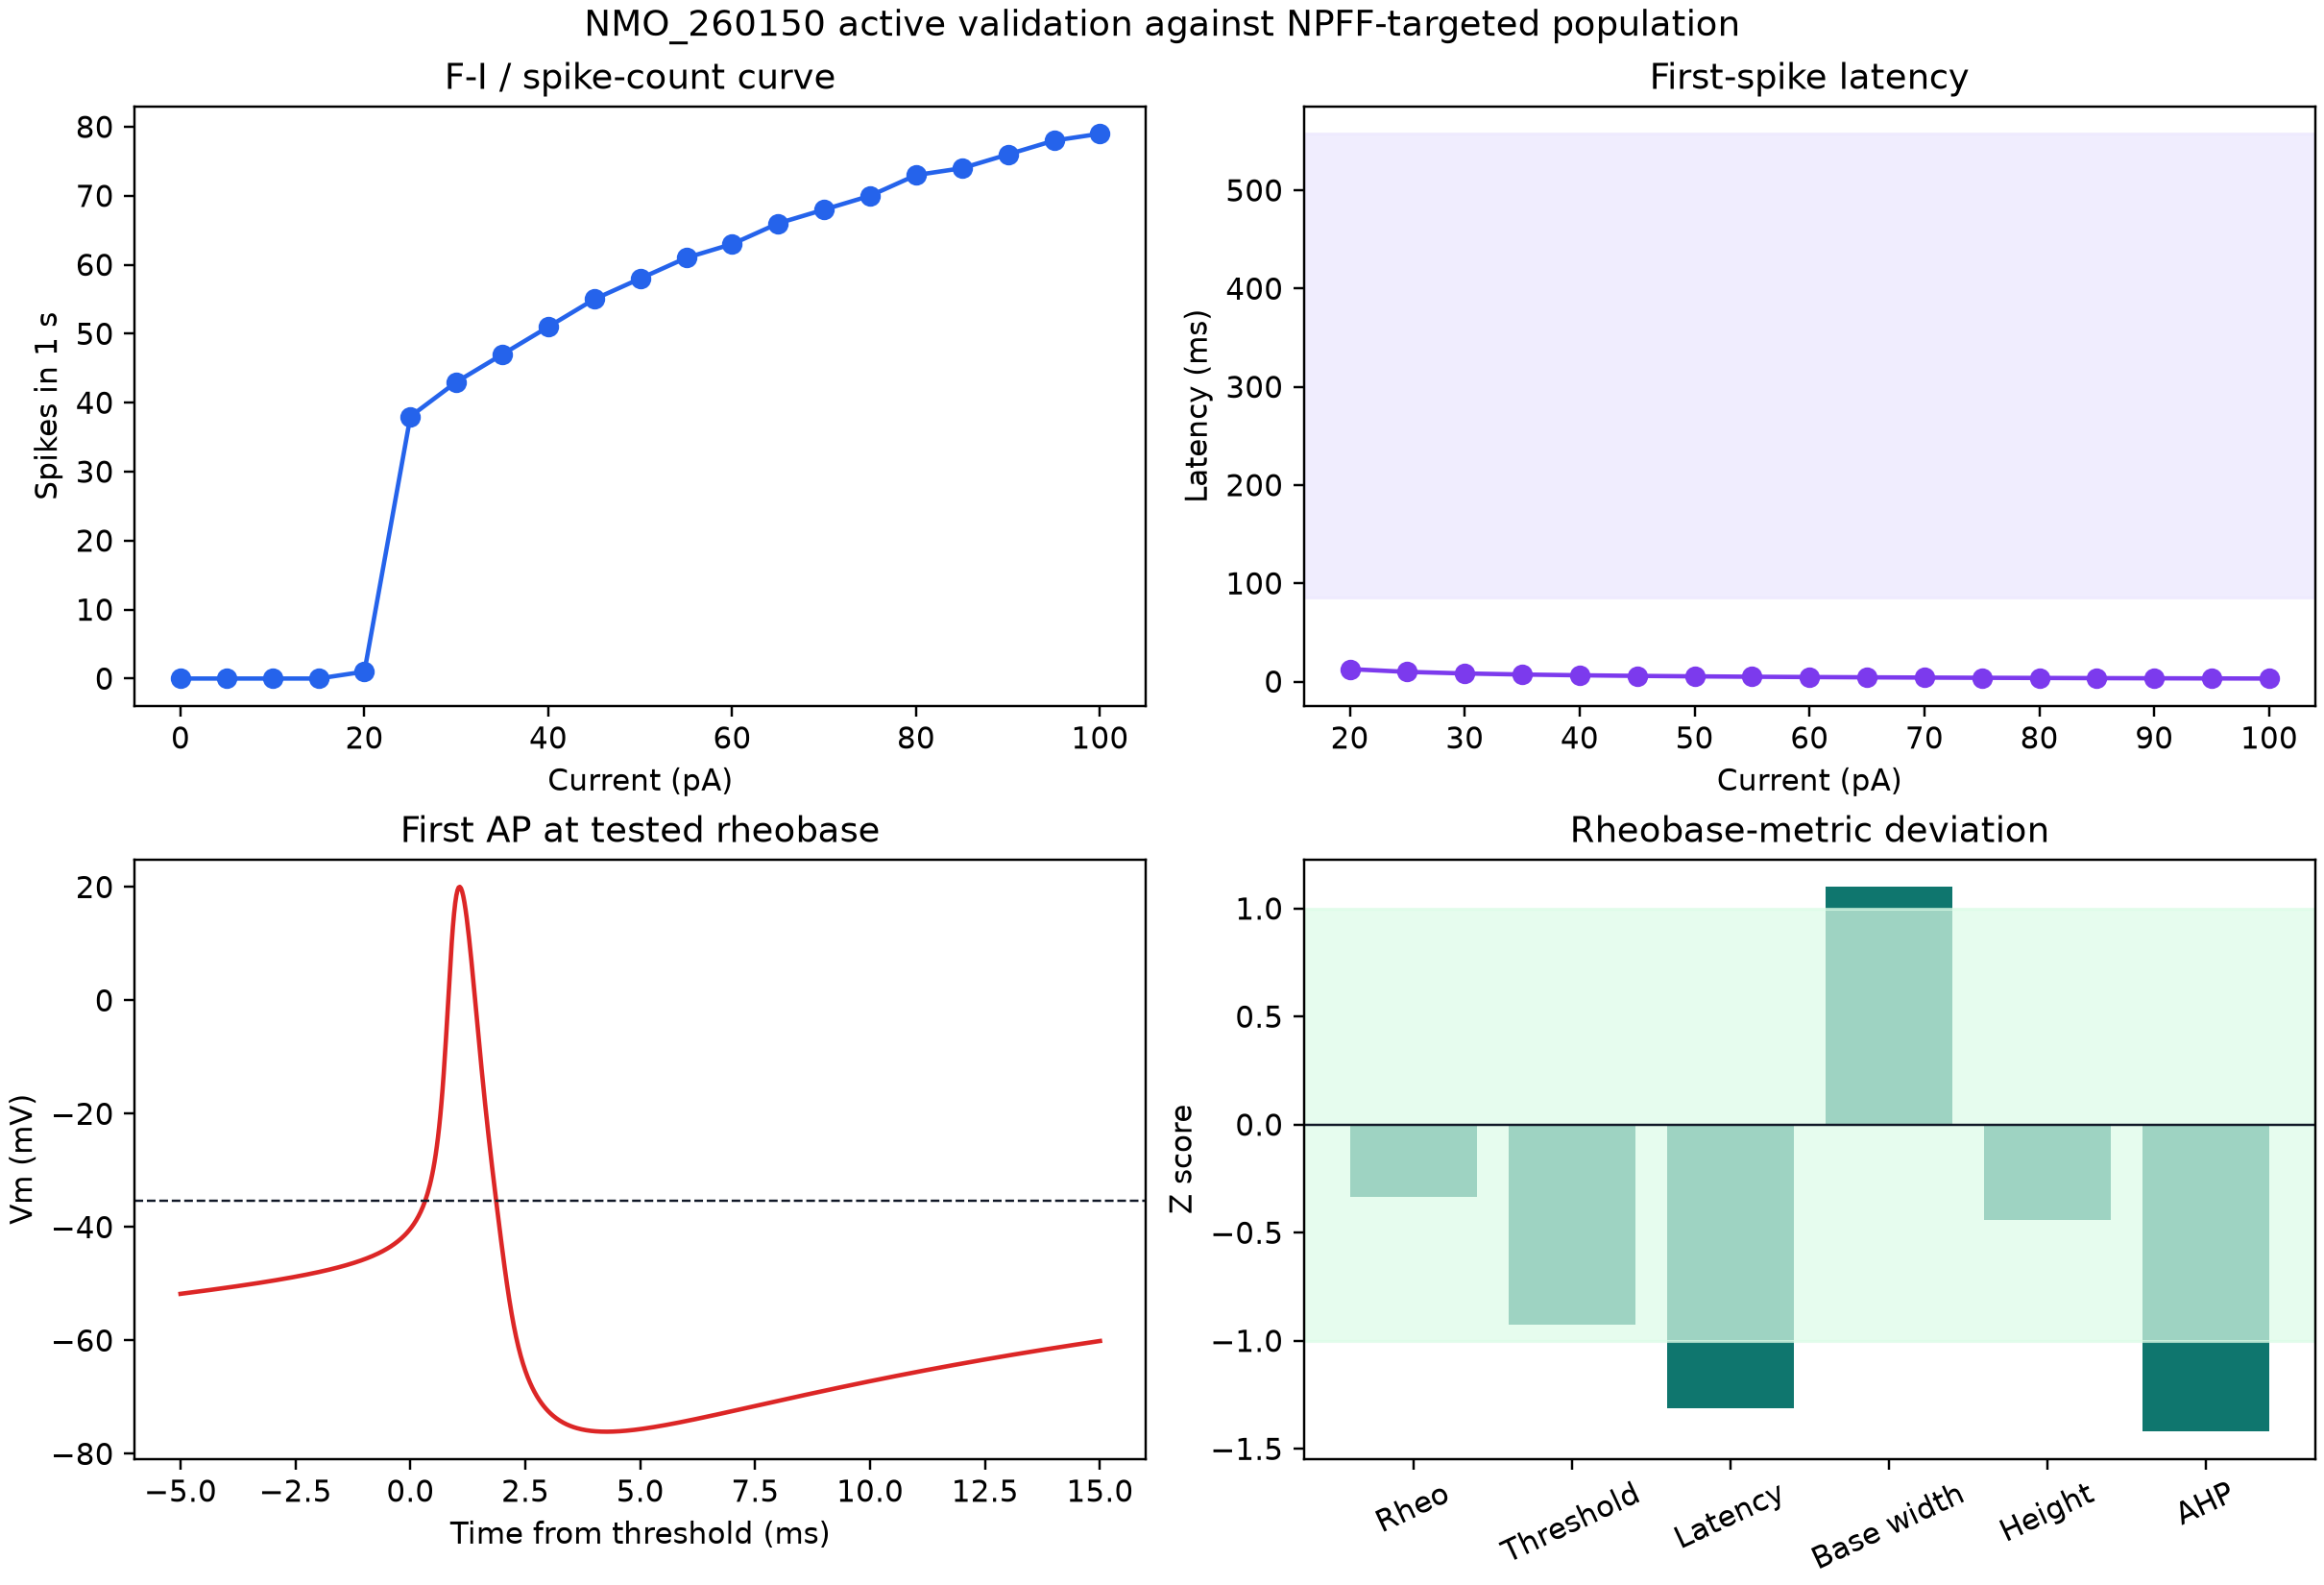 NMO_260150 active validation against NPFF-targeted population
F-I / spike-count curve
80
70
60
50
40
30
20
10
0
Spikes in 1 s
0 20 40 60 80 100
Current (pA)
First-spike latency
500
400
300
200
100
0
Latency (ms)
20 30 40 50 60 70 80 90 100
Current (pA)
First AP at tested rheobase
20
0
−20
−40
−60
−80
Vm (mV)
−5.0 −2.5 0.0 2.5 5.0 7.5 10.0 12.5 15.0
Time from threshold (ms)
Rheobase-metric deviation
1.0
0.5
0.0
−0.5
−1.0
−1.5
Z score
Rheo Threshold Latency Base width Height AHP